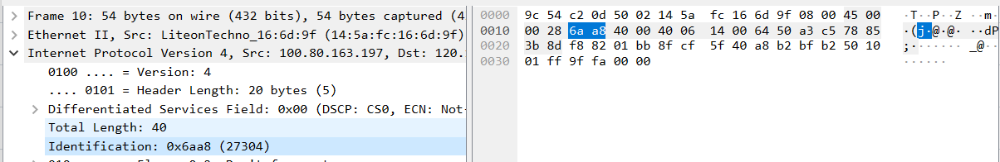 Frame 10: 54 bytes on wire (432 bits), 54 bytes captured (4
Ethernet II, Src: LiteonTechno_16:6d:9f (14:5a:fc:16:6d:9f)
Internet Protocol Version 4, Src: 100.80.163.197, Dst: 120.
0100 .... = Version: 4
.... 0101 = Header Length: 20 bytes (5)
Differentiated Services Field: 0x00 (DSCP: CS0, ECN: Not-
Total Length: 40
Identification: 0x6aa8 (27304)
0000 9c 54 c2 0d 50 02 14 5a fc 16 6d 9f 08 00 45 00 ·T··P··Z ··m···E·
0010 00 28 6a a8 40 00 40 06 14 00 64 50 a3 c5 78 85 ·(j·@·@· ··dP··x·
0020 3b 8d f8 82 01 bb 8f cf 5f 40 a8 b2 bf b2 50 10 ;······· _@····P·
0030 01 ff 9f fa 00 00 ······